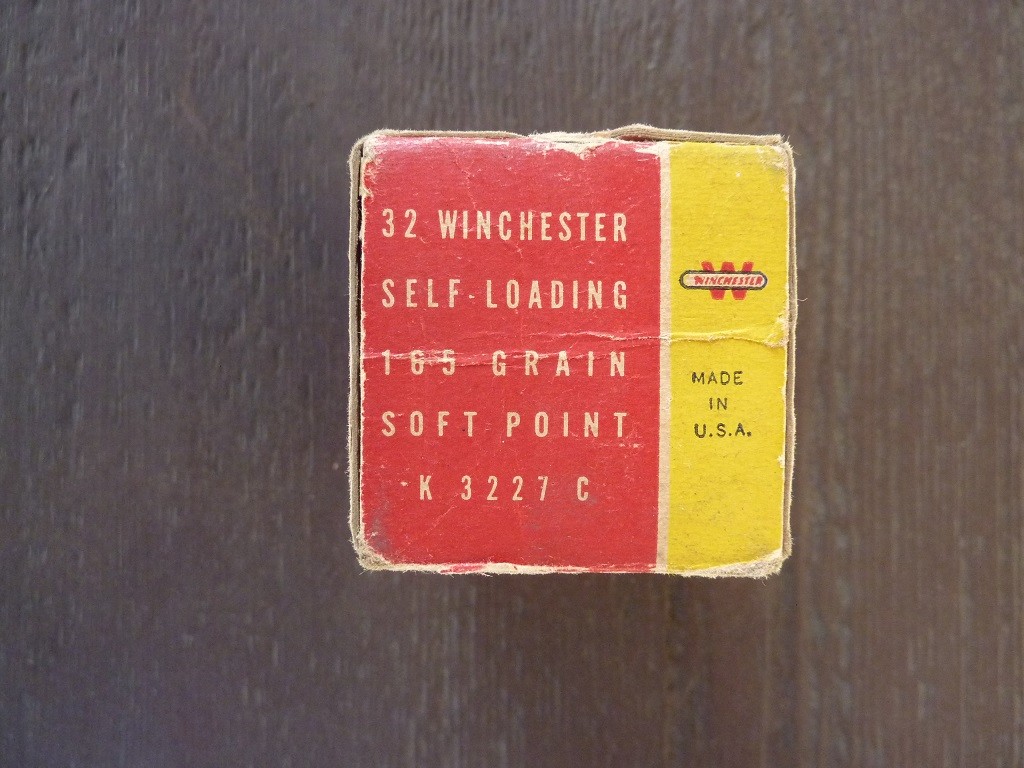 32 WINCHESTER
SELF-LOADING
165 GRAIN
SOFT POINT
K 3227 C
W
WINCHESTER
MADE
IN
U.S.A.